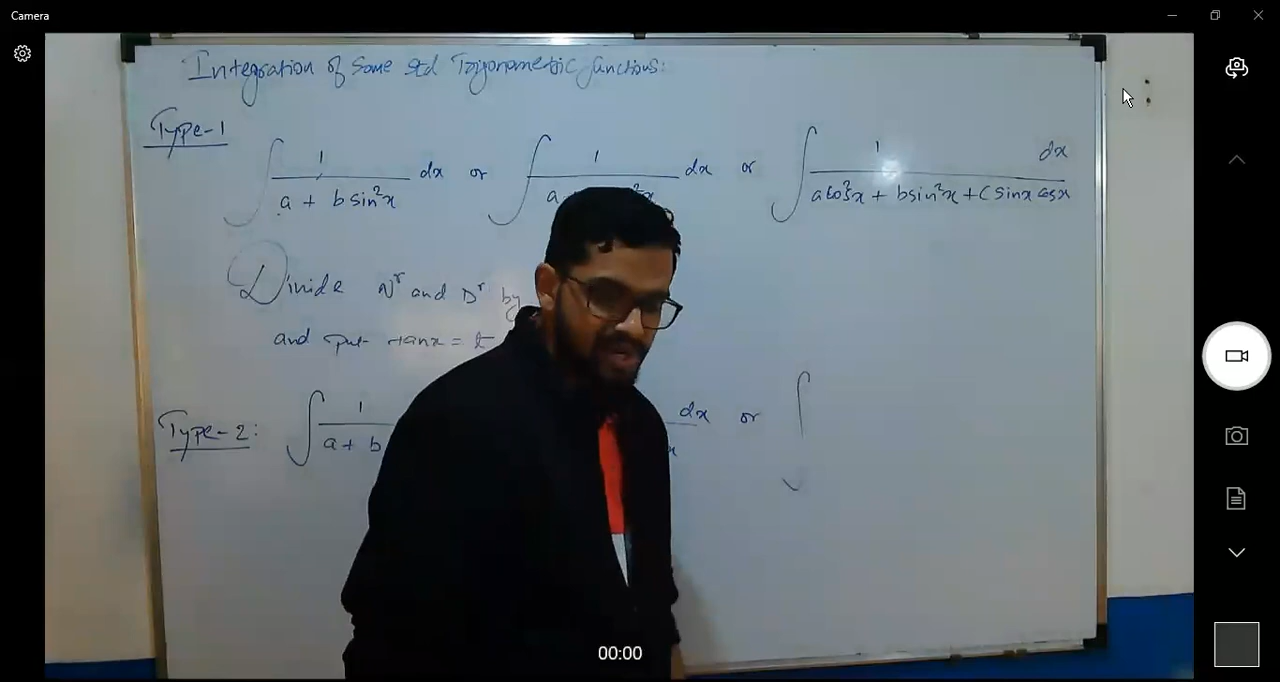 Camera
Integration of Some std Trigonometric functions:
Type-1
∫ 1/(a + b sin²x) dx or ∫ 1/(a ²x) dx or ∫ 1/(a cos²x + b sin²x + C sinx cosx) dx
Divide Nʳ and Dʳ by
and put tanx = t
Type-2: ∫ 1/(a + b dx or ∫
00:00